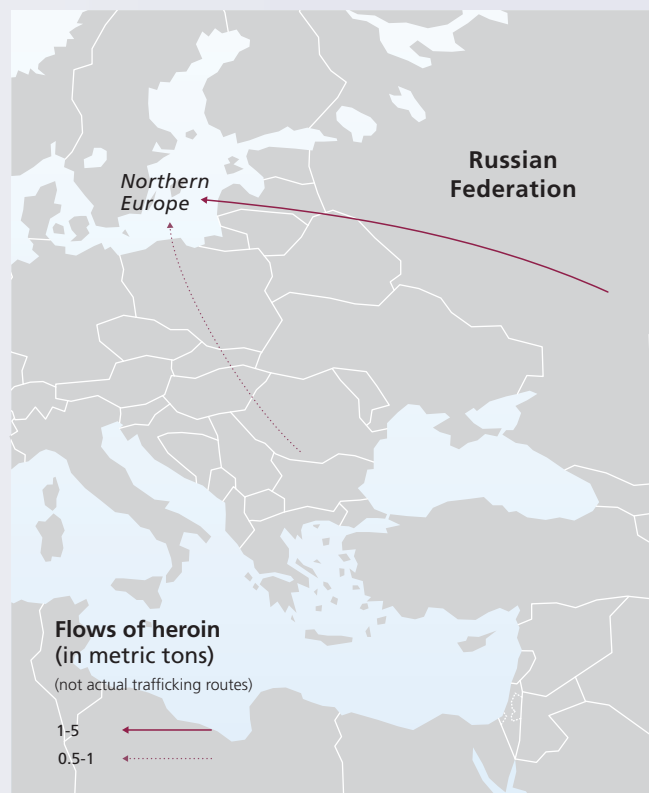 Russian
Federation
Northern
Europe
Flows of heroin
(in metric tons)
(not actual trafficking routes)
1-5
0.5-1